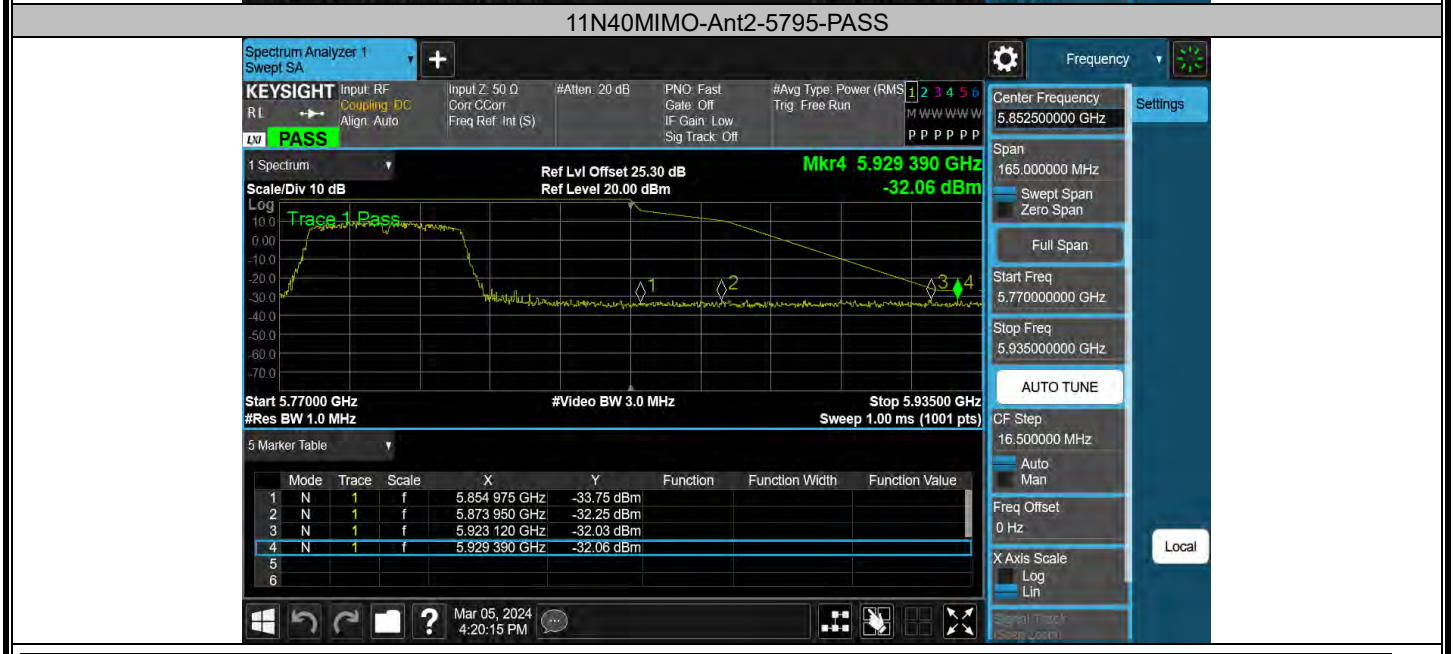 11N40MIMO-Ant2-5795-PASS
Spectrum Analyzer 1
Swept SA
+
Frequency
KEYSIGHT
RL
LXI
PASS
Input: RF
Coupling: DC
Align: Auto
Input Z: 50 Ω
Corr CCorr
Freq Ref: Int (S)
#Atten: 20 dB
PNO: Fast
Gate: Off
IF Gain: Low
Sig Track: Off
#Avg Type: Power (RMS
Trig: Free Run
1 2 3 4 5 6
M W W W W W
P P P P P P
1 Spectrum
Scale/Div 10 dB
Ref Lvl Offset 25.30 dB
Ref Level 20.00 dBm
Mkr4 5.929 390 GHz
-32.06 dBm
Log
Trace 1 Pass
10.0
0.00
-10.0
-20.0
-30.0
-40.0
-50.0
-60.0
-70.0
1
2
3
4
Start 5.77000 GHz
#Res BW 1.0 MHz
#Video BW 3.0 MHz
Stop 5.93500 GHz
Sweep 1.00 ms (1001 pts)
5 Marker Table
Mode Trace Scale X Y Function Function Width Function Value
1 N 1 f 5.854 975 GHz -33.75 dBm
2 N 1 f 5.873 950 GHz -32.25 dBm
3 N 1 f 5.923 120 GHz -32.03 dBm
4 N 1 f 5.929 390 GHz -32.06 dBm
5
6
?
Mar 05, 2024
4:20:15 PM
Center Frequency
5.852500000 GHz
Span
165.000000 MHz
Swept Span
Zero Span
Full Span
Start Freq
5.770000000 GHz
Stop Freq
5.935000000 GHz
AUTO TUNE
CF Step
16.500000 MHz
Auto
Man
Freq Offset
0 Hz
X Axis Scale
Log
Lin
Signal Track
(Span Zoom)
Settings
Local